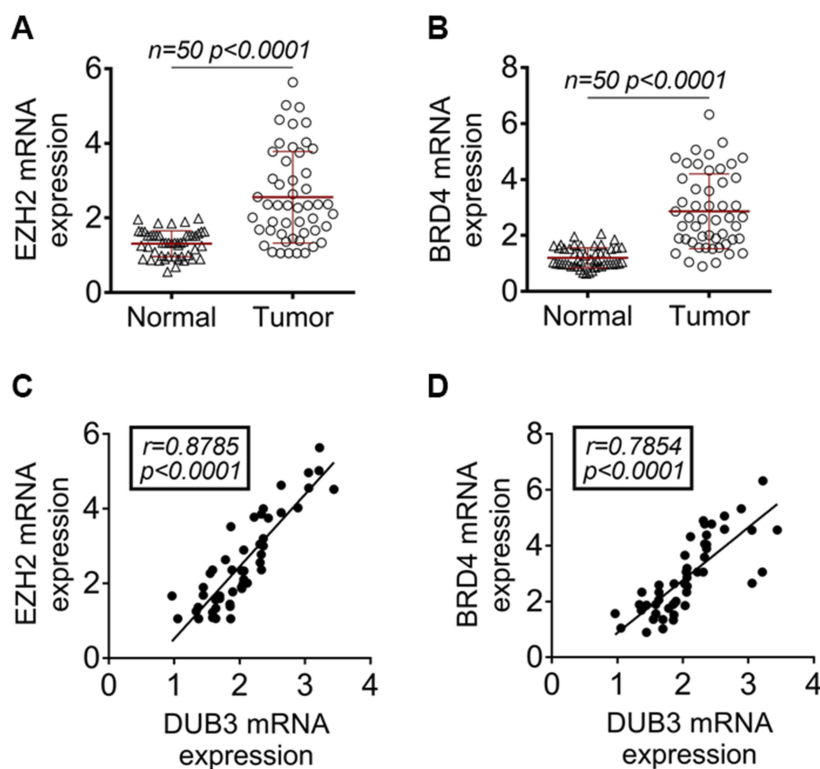 A
n=50 p<0.0001
EZH2 mRNA
expression
6
4
2
0
Normal Tumor
B
n=50 p<0.0001
BRD4 mRNA
expression
8
6
4
2
0
Normal Tumor
C
r=0.8785
p<0.0001
EZH2 mRNA
expression
6
4
2
0
0 1 2 3 4
DUB3 mRNA
expression
D
r=0.7854
p<0.0001
BRD4 mRNA
expression
8
6
4
2
0
0 1 2 3 4
DUB3 mRNA
expression